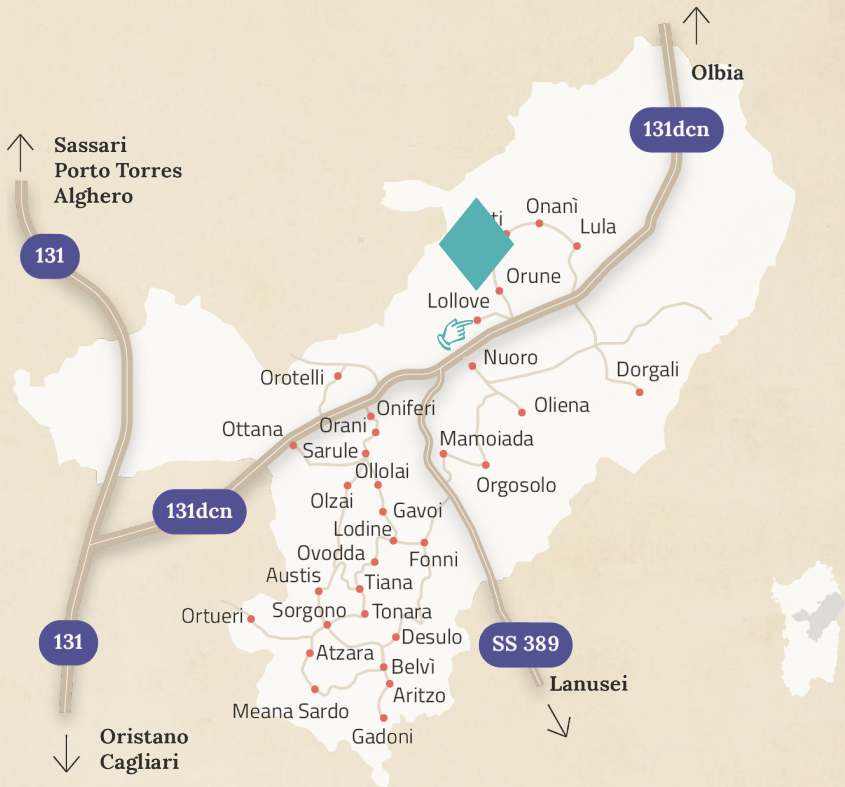 Olbia
131dcn
Sassari
Porto Torres
Alghero
131
Onanì
Lula
Orune
Lollove
Nuoro
Dorgali
Orotelli
Oniferi
Oliena
Orani
Ottana
Mamoiada
Sarule
Ollolai
Orgosolo
Olzai
131dcn
Gavoi
Lodine
Ovodda
Fonni
Austis
Tiana
Sorgono
Tonara
Ortueri
Desulo
131
SS 389
Atzara
Belvì
Lanusei
Aritzo
Meana Sardo
Gadoni
Oristano
Cagliari